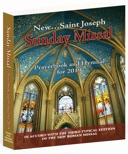 New...Saint Joseph
Sunday Missal
Prayerbook and Hymnal
for 2019
IN ACCORD WITH THE THIRD TYPICAL EDITION
OF THE NEW ROMAN MISSAL